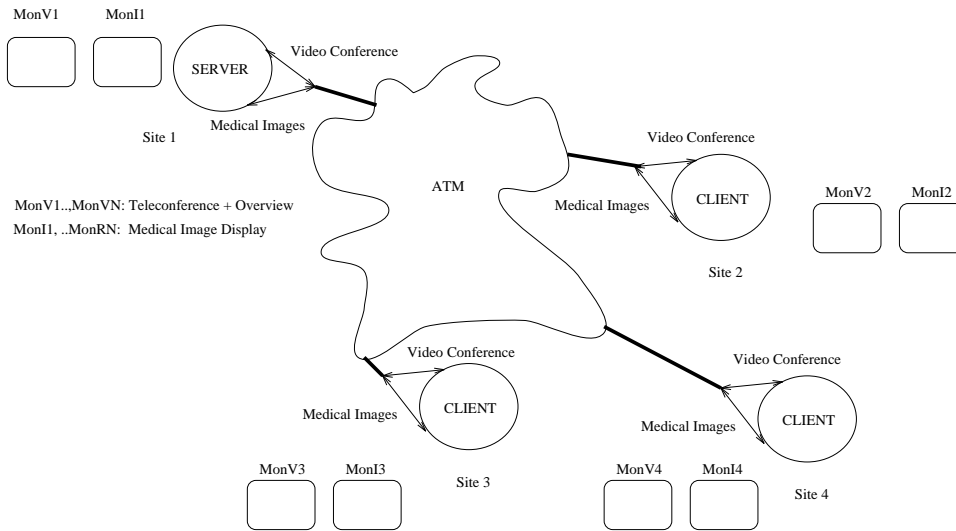 MonV1
MonI1
Video Conference
SERVER
Medical Images
Site 1
ATM
Video Conference
CLIENT
Medical Images
MonV2
MonI2
Site 2
MonV1..,MonVN: Teleconference + Overview
MonI1, ..MonRN: Medical Image Display
Video Conference
CLIENT
Medical Images
MonV3
MonI3
Site 3
Video Conference
CLIENT
Medical Images
MonV4
MonI4
Site 4